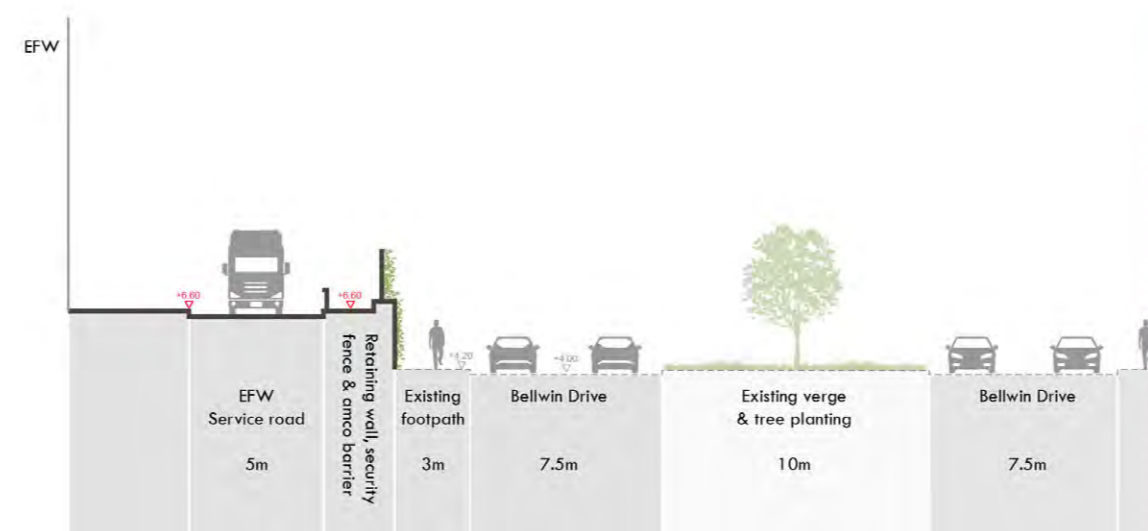 EFW
+6.60
+6.60
+4.20
+4.00
EFW
Service road
5m
Retaining wall, security
fence & amco barrier
Existing
footpath
3m
Bellwin Drive
7.5m
Existing verge
& tree planting
10m
Bellwin Drive
7.5m